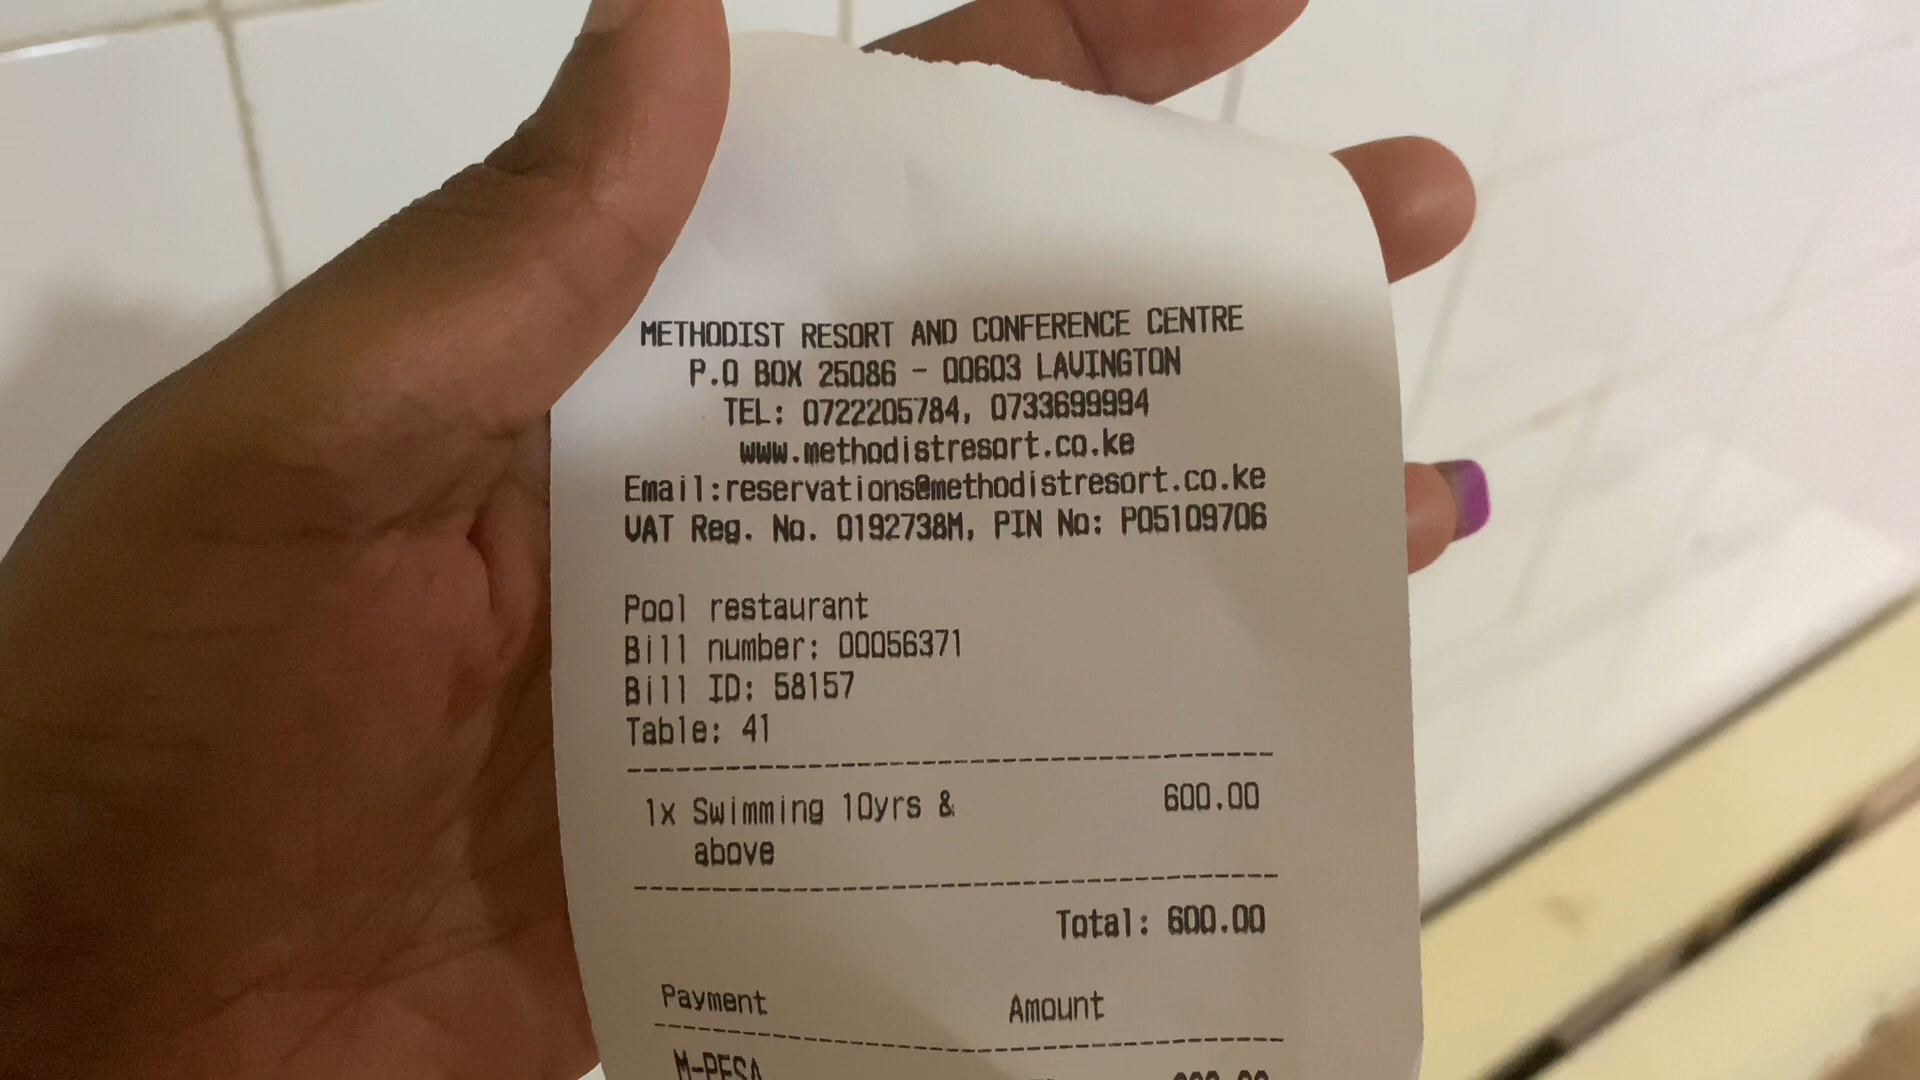 METHODIST RESORT AND CONFERENCE CENTRE
P.O BOX 25086 - 00603 LAVINGTON
TEL: 0722205784, 0733699994
www.methodistresort.co.ke
Email:reservations@methodistresort.co.ke
VAT Reg. No. 0192738M, PIN No: P05109706
Pool restaurant
Bill number: 00056371
Bill ID: 58157
Table: 41
1x Swimming 10yrs & 600.00
above
Total: 600.00
Payment Amount
M-PESA